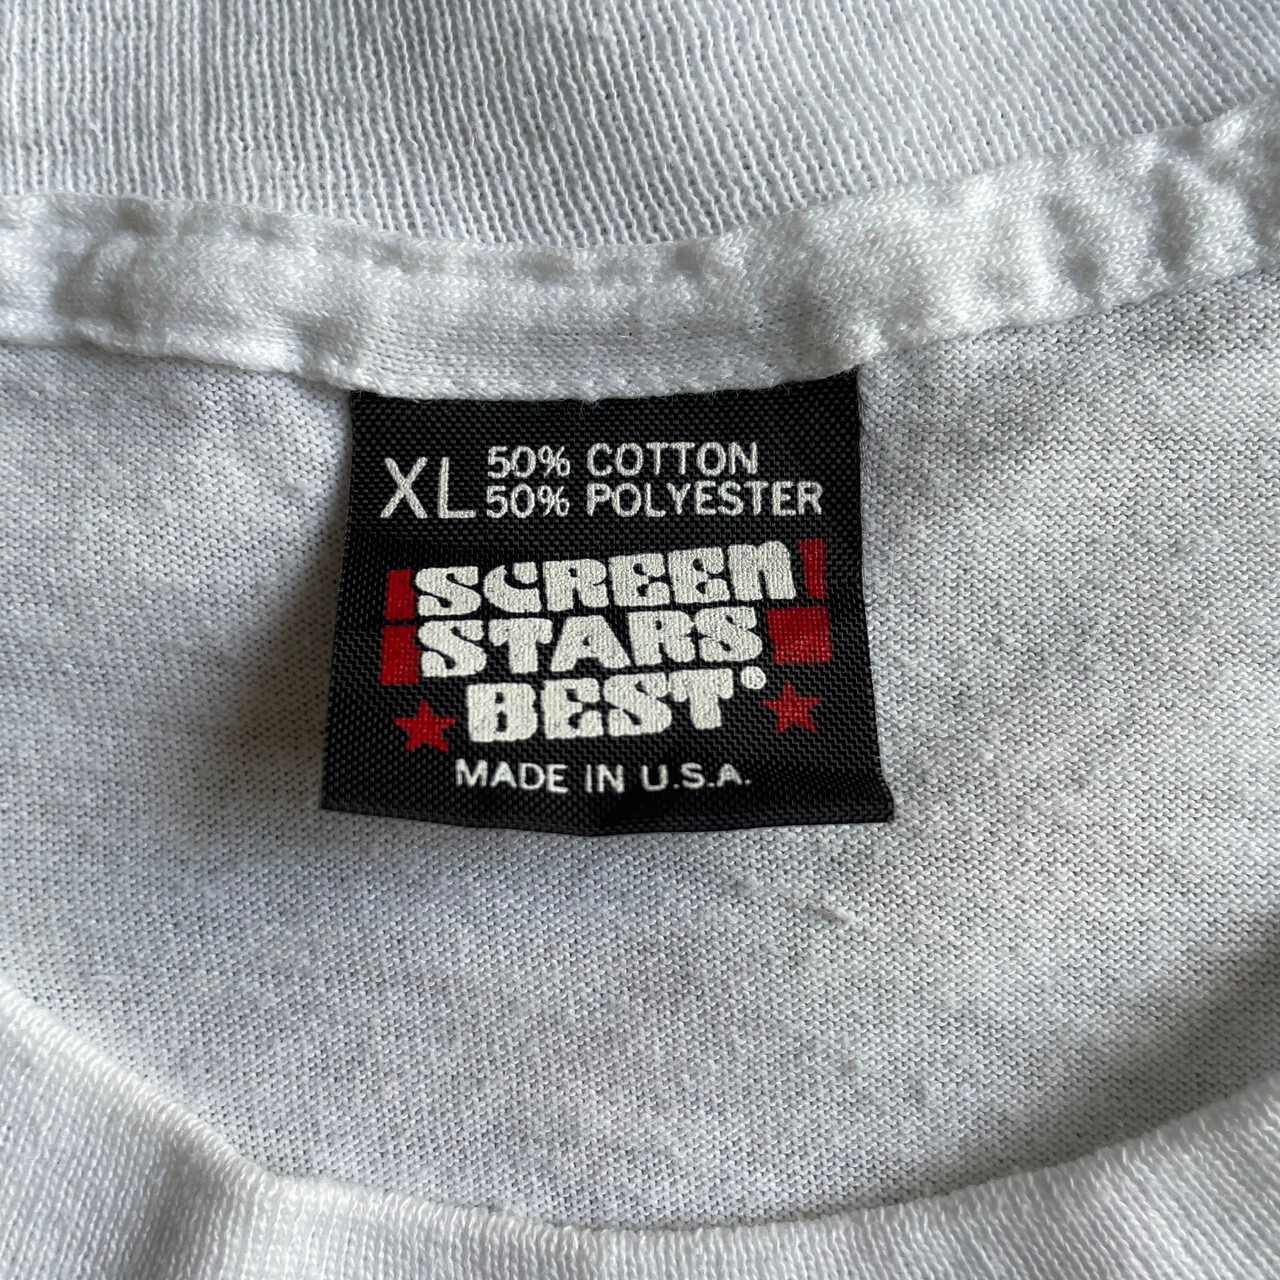 XL 50% COTTON
50% POLYESTER
SCREEN
STARS
BEST®
MADE IN U.S.A.